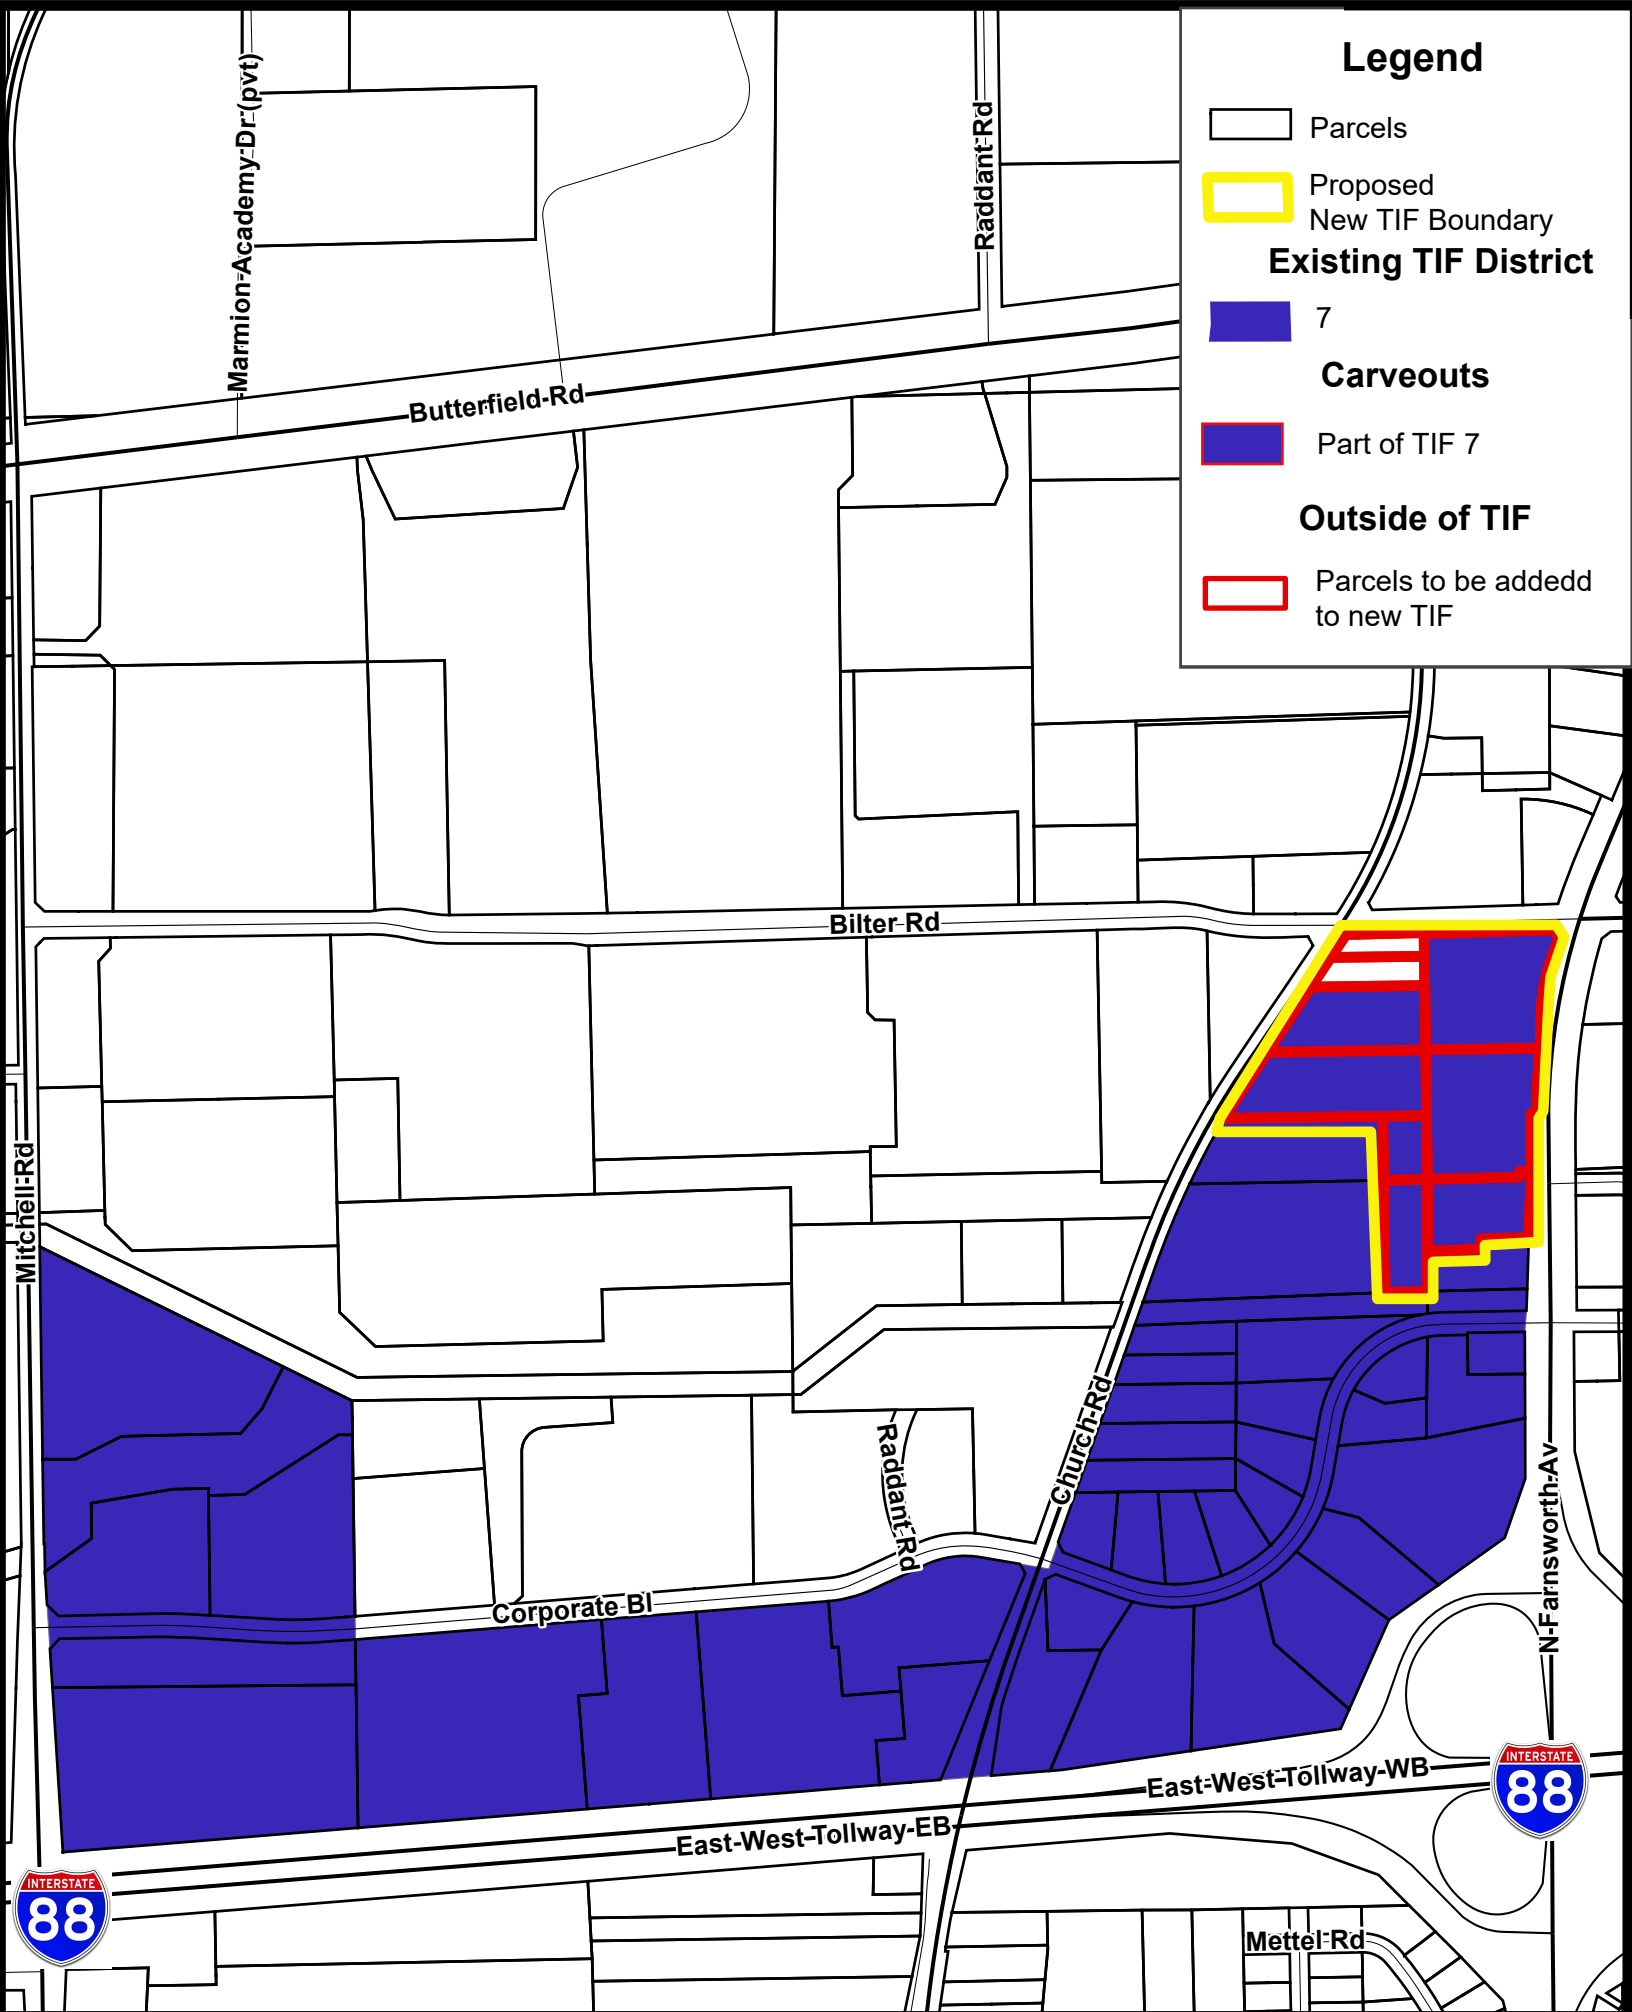 Legend
Parcels
Proposed
New TIF Boundary
Existing TIF District
7
Carveouts
Part of TIF 7
Outside of TIF
Parcels to be addedd
to new TIF
Marmion Academy Dr (pvt)
Raddant Rd
Butterfield Rd
Bilter Rd
Mitchell Rd
Church Rd
Raddant Rd
N Farnsworth Av
Corporate Bl
East-West Tollway WB
East-West Tollway EB
INTERSTATE
88
INTERSTATE
88
Mettel Rd